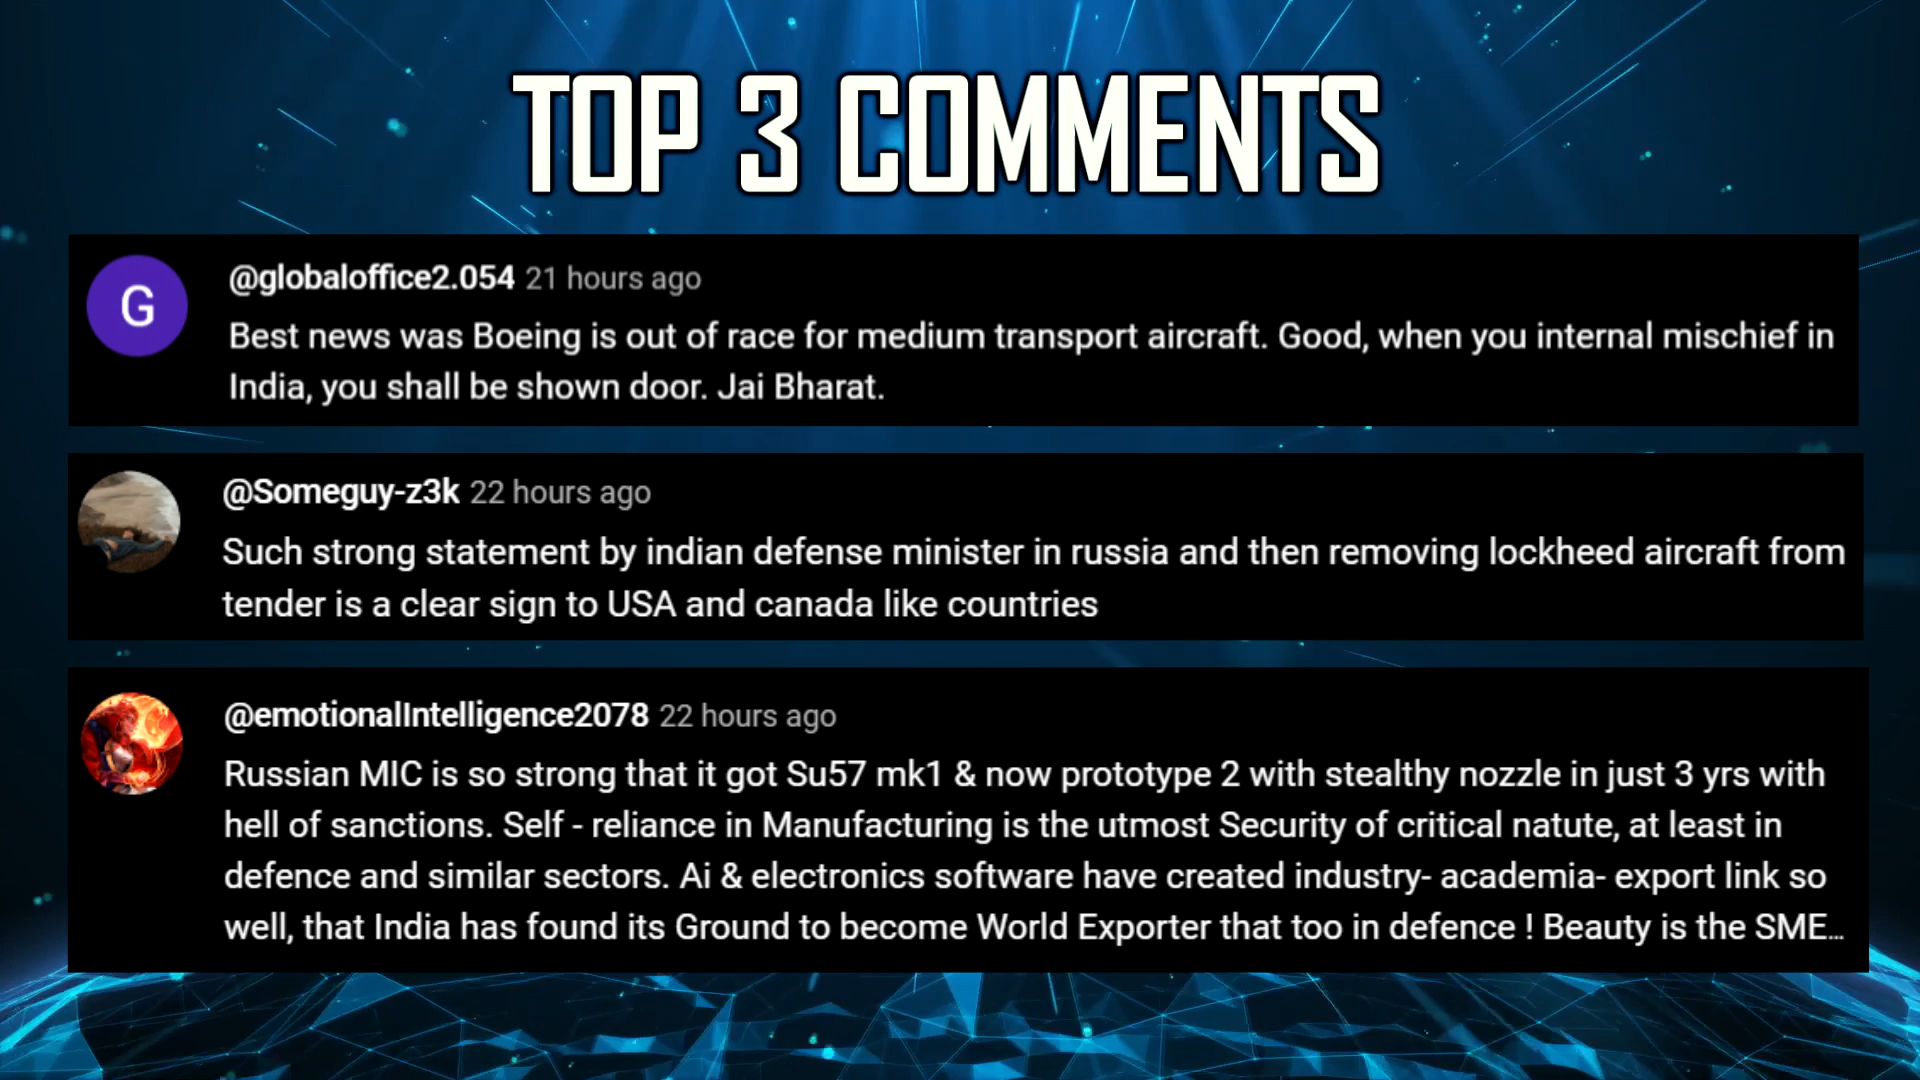 TOP 3 COMMENTS
G
@globaloffice2.054 21 hours ago
Best news was Boeing is out of race for medium transport aircraft. Good, when you internal mischief in
India, you shall be shown door. Jai Bharat.
@Someguy-z3k 22 hours ago
Such strong statement by indian defense minister in russia and then removing lockheed aircraft from
tender is a clear sign to USA and canada like countries
@emotionalIntelligence2078 22 hours ago
Russian MIC is so strong that it got Su57 mk1 & now prototype 2 with stealthy nozzle in just 3 yrs with
hell of sanctions. Self - reliance in Manufacturing is the utmost Security of critical natute, at least in
defence and similar sectors. Ai & electronics software have created industry- academia- export link so
well, that India has found its Ground to become World Exporter that too in defence ! Beauty is the SME...